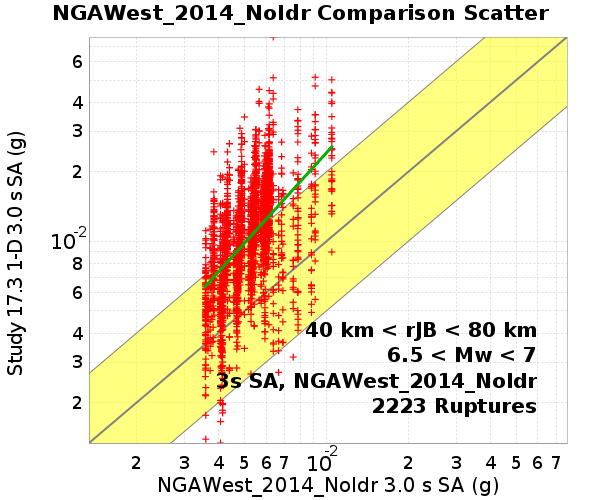 NGAWest_2014_NoIdr Comparison Scatter
Study 17.3 1-D 3.0 s SA (g)
6
4
3
2
10⁻²
8
6
4
3
2
40 km < rJB < 80 km
6.5 < Mw < 7
3s SA, NGAWest_2014_NoIdr
2223 Ruptures
2 3 4 5 6 7 10⁻² 2 3 4 5 6 7
NGAWest_2014_NoIdr 3.0 s SA (g)